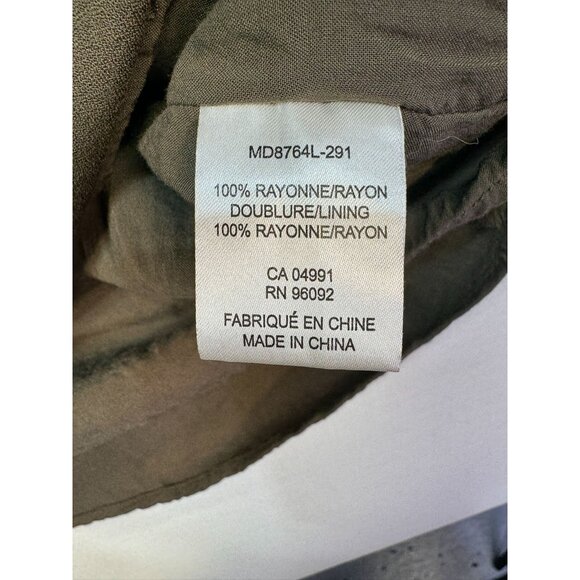 MD8764L-291
100% RAYONNE/RAYON
DOUBLURE/LINING
100% RAYONNE/RAYON
CA 04991
RN 96092
FABRIQUÉ EN CHINE
MADE IN CHINA